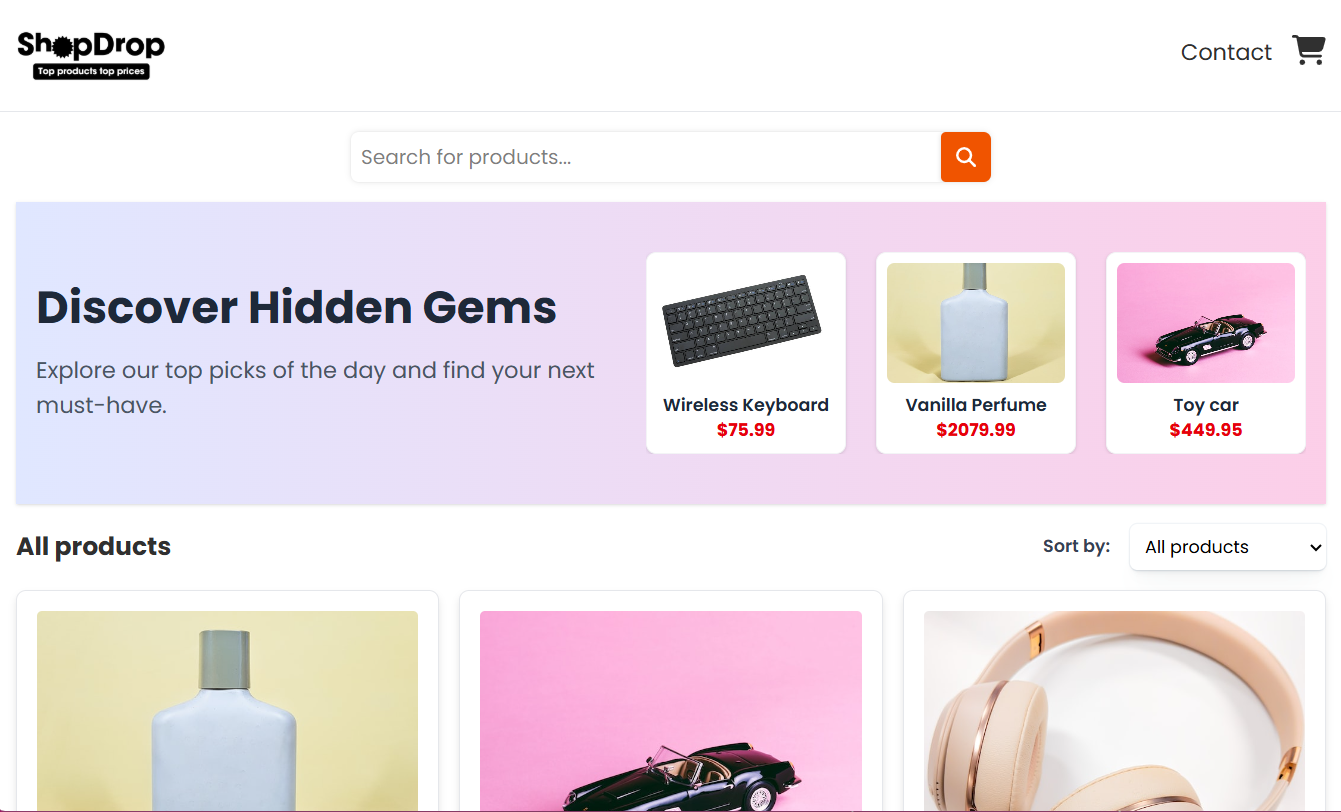 ShopDrop
Top products top prices
Contact
Search for products...
Discover Hidden Gems
Explore our top picks of the day and find your next
must-have.
Wireless Keyboard
$75.99
Vanilla Perfume
$2079.99
Toy car
$449.95
All products
Sort by:
All products